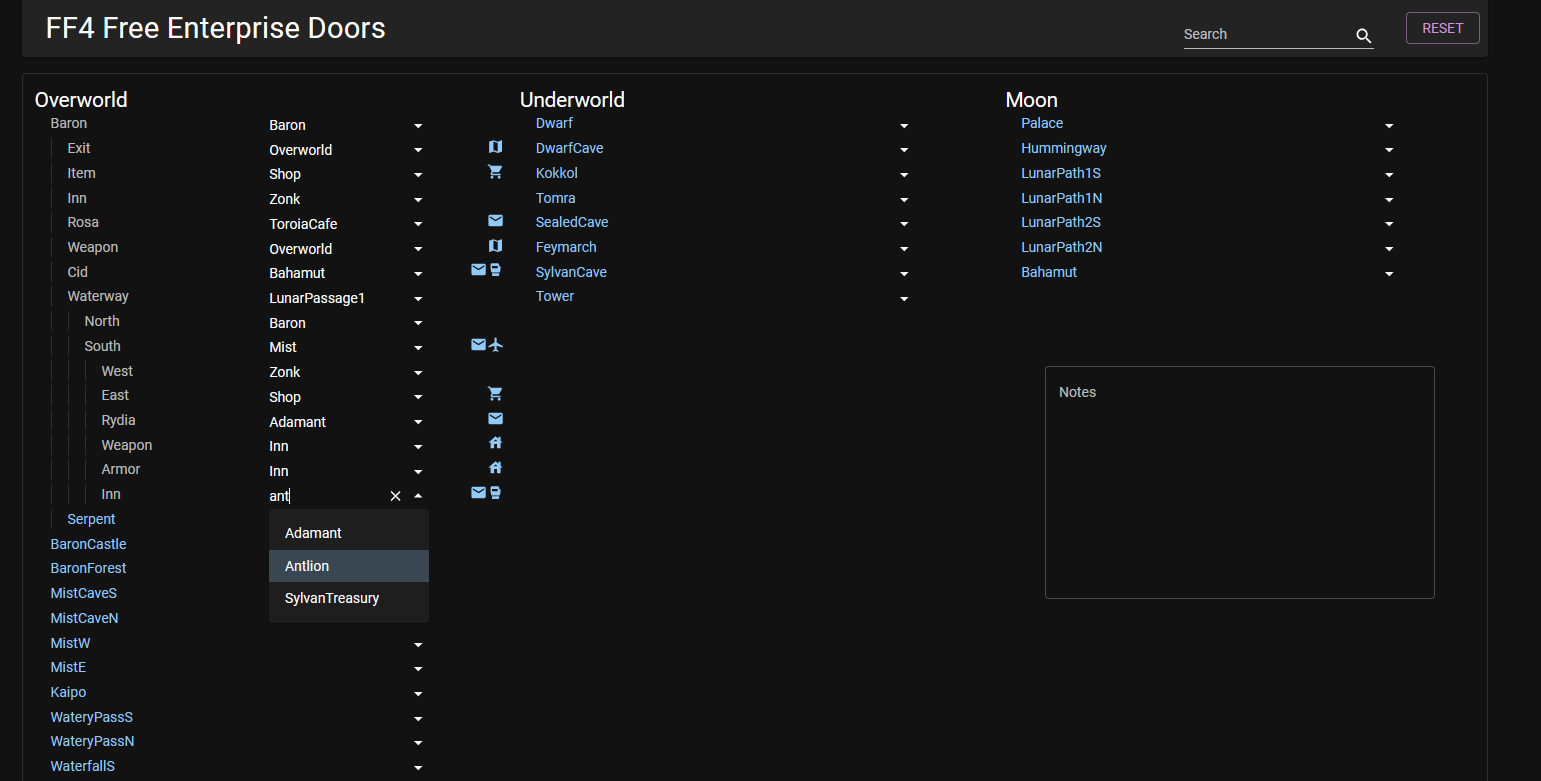 FF4 Free Enterprise Doors
Search
RESET
Overworld
Baron Baron
Exit Overworld
Item Shop
Inn Zonk
Rosa ToroiaCafe
Weapon Overworld
Cid Bahamut
Waterway LunarPassage1
North Baron
South Mist
West Zonk
East Shop
Rydia Adamant
Weapon Inn
Armor Inn
Inn ant
Adamant
Antlion
SylvanTreasury
Serpent
BaronCastle
BaronForest
MistCaveS
MistCaveN
MistW
MistE
Kaipo
WateryPassS
WateryPassN
WaterfallS
Underworld
Dwarf
DwarfCave
Kokkol
Tomra
SealedCave
Feymarch
SylvanCave
Tower
Moon
Palace
Hummingway
LunarPath1S
LunarPath1N
LunarPath2S
LunarPath2N
Bahamut
Notes